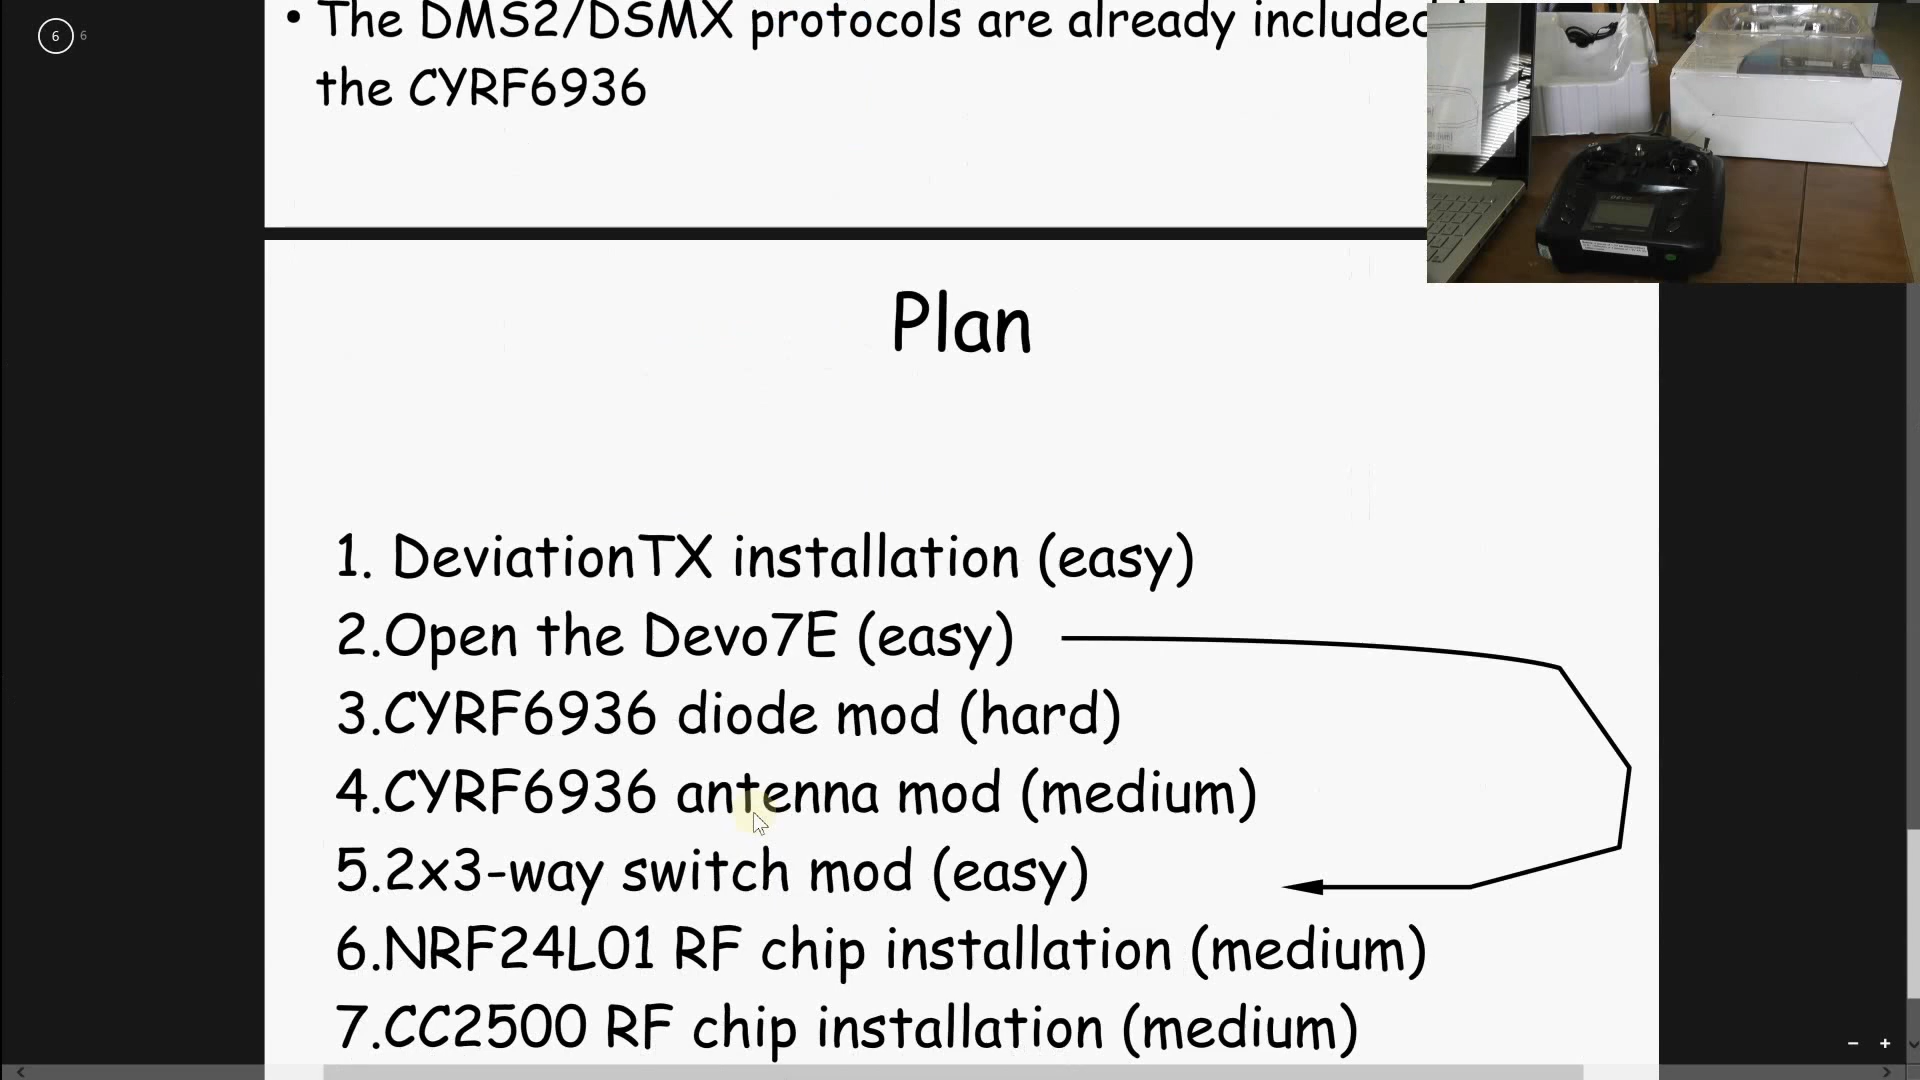 6 6
• The DMS2/DSMX protocols are already included
the CYRF6936
Plan
1. DeviationTX installation (easy)
2.Open the Devo7E (easy)
3.CYRF6936 diode mod (hard)
4.CYRF6936 antenna mod (medium)
5.2x3-way switch mod (easy)
6.NRF24L01 RF chip installation (medium)
7.CC2500 RF chip installation (medium)